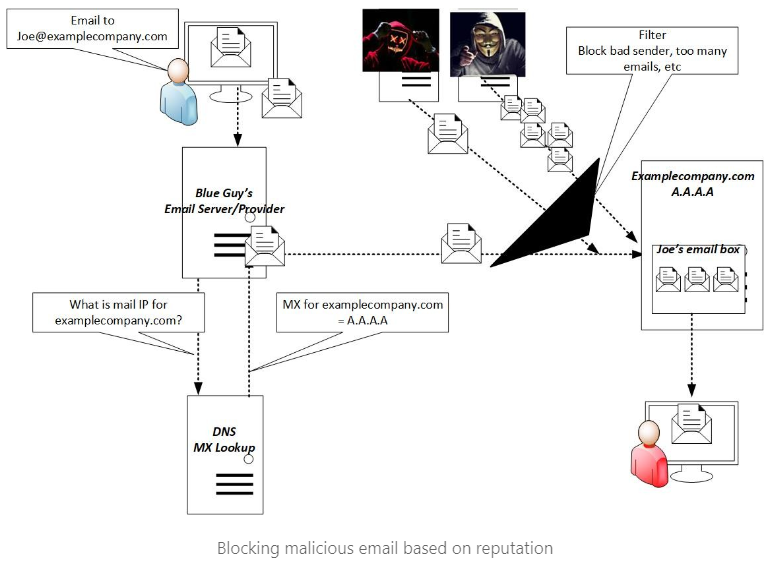 Email to
Joe@examplecompany.com
Filter
Block bad sender, too many
emails, etc
Blue Guy's
Email Server/Provider
Examplecompany.com
A.A.A.A
Joe's email box
What is mail IP for
examplecompany.com?
MX for examplecompany.com
= A.A.A.A
DNS
MX Lookup
Blocking malicious email based on reputation